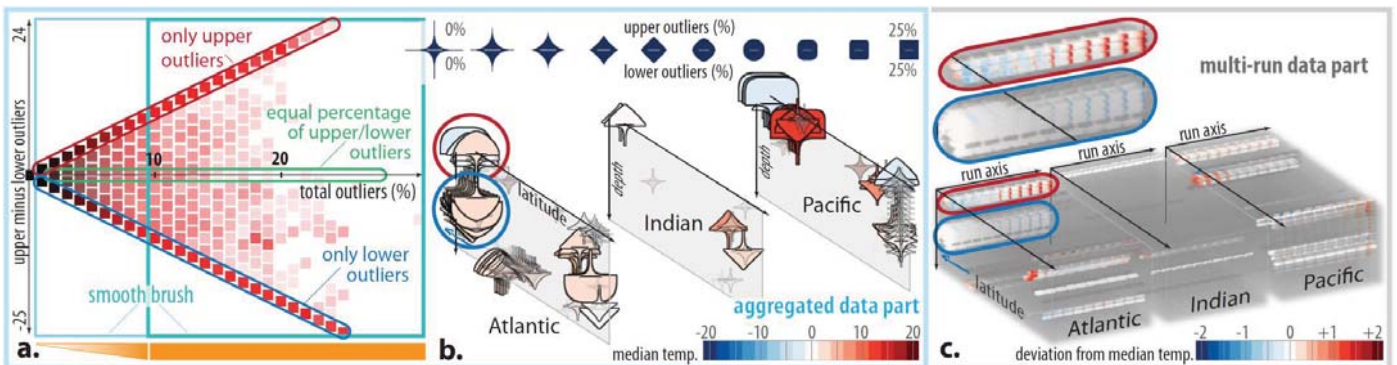 24
only upper
outliers
equal percentage
of upper/lower
outliers
10
20
total outliers (%)
upper minus lower outliers
only lower
outliers
smooth brush
-25
a.
0%
upper outliers (%)
25%
0%
lower outliers (%)
25%
latitude
depth
depth
Indian
Pacific
Atlantic
aggregated data part
-20
-10
0
10
20
median temp.
b.
multi-run data part
run axis
run axis
run axis
latitude
Atlantic
Indian
Pacific
-2
-1
0
+1
+2
deviation from median temp.
c.